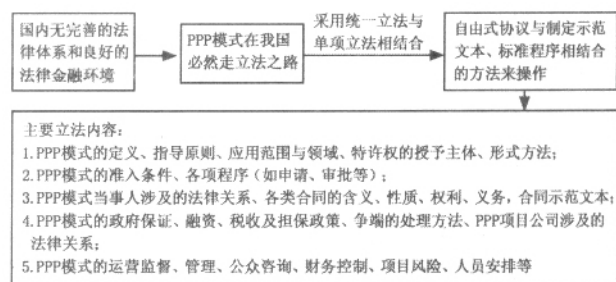 国内无完善的法
律体系和良好的
法律金融环境
PPP模式在我国
必然走立法之路
采用统一立法与
单项立法相结合
自由式协议与制定示范
文本、标准程序相结合
的方法来操作
主要立法内容：
1.PPP模式的定义、指导原则、应用范围与领域、特许权的授予主体、形式方法；
2.PPP模式的准入条件、各项程序（如申请、审批等）；
3.PPP模式当事人涉及的法律关系、各类合同的含义、性质、权利、义务，合同示范文本；
4.PPP模式的政府保证、融资、税收及担保政策、争端的处理方法、PPP项目公司涉及的
法律关系；
5.PPP模式的运营监督、管理、公众咨询、财务控制、项目风险、人员安排等